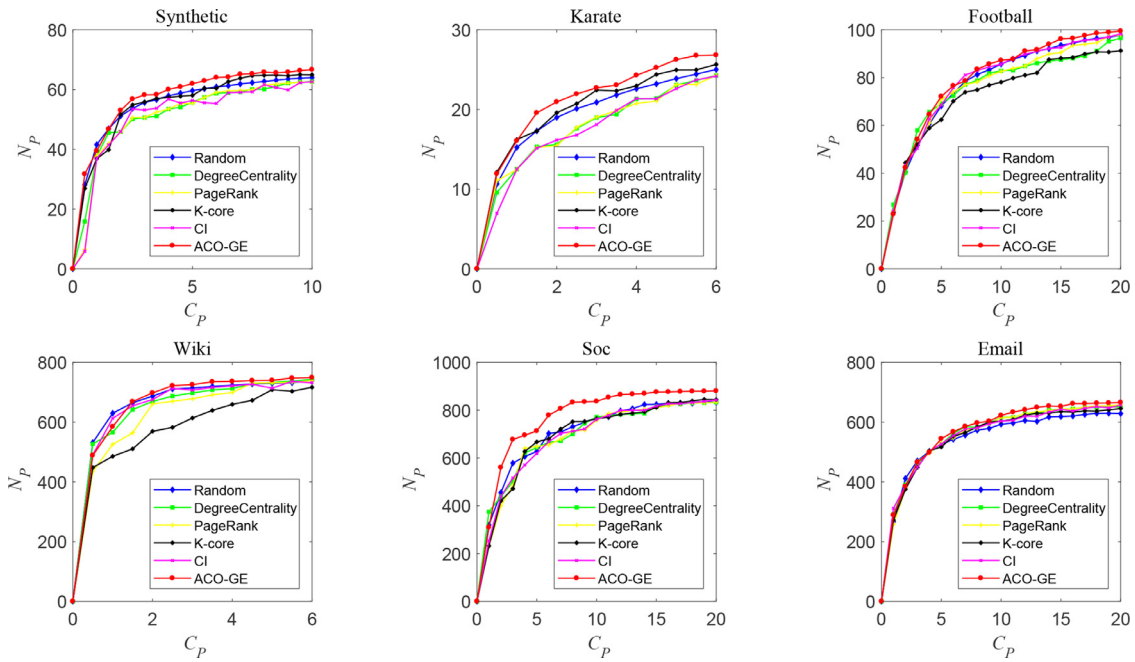 Synthetic
80
60
40
20
0
N_P
0
5
10
C_P
Random
DegreeCentrality
PageRank
K-core
CI
ACO-GE
Karate
30
20
10
0
N_P
0
2
4
6
C_P
Random
DegreeCentrality
PageRank
K-core
CI
ACO-GE
Football
100
80
60
40
20
0
N_P
0
5
10
15
20
C_P
Random
DegreeCentrality
PageRank
K-core
CI
ACO-GE
Wiki
800
600
400
200
0
N_P
0
2
4
6
C_P
Random
DegreeCentrality
PageRank
K-core
CI
ACO-GE
Soc
1000
800
600
400
200
0
N_P
0
5
10
15
20
C_P
Random
DegreeCentrality
PageRank
K-core
CI
ACO-GE
Email
800
600
400
200
0
N_P
0
5
10
15
20
C_P
Random
DegreeCentrality
PageRank
K-core
CI
ACO-GE